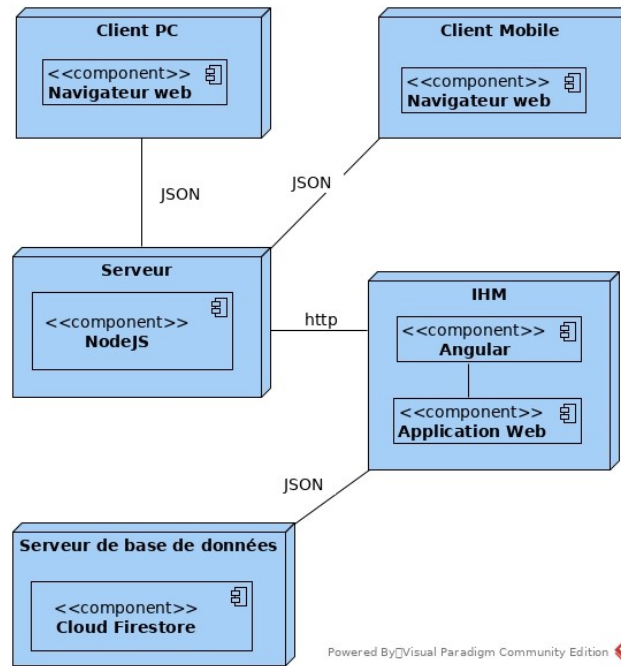 Client PC
<<component>>
Navigateur web
Client Mobile
<<component>>
Navigateur web
JSON
JSON
Serveur
<<component>>
NodeJS
http
IHM
<<component>>
Angular
<<component>>
Application Web
JSON
Serveur de base de données
<<component>>
Cloud Firestore
Powered By▯Visual Paradigm Community Edition